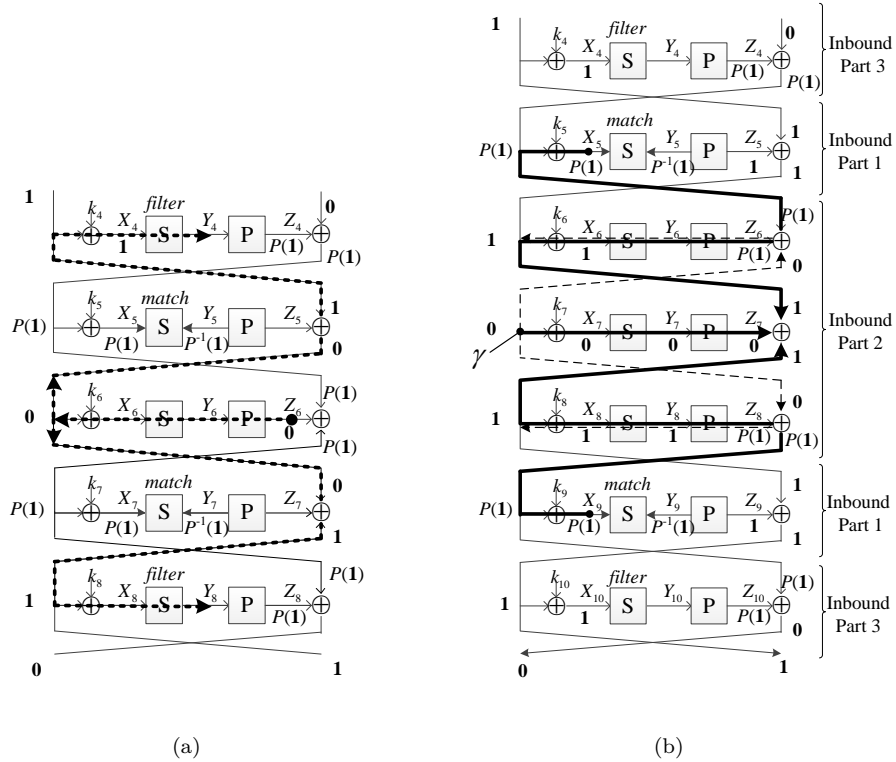 1
k4
X4
1
filter
S
Y4
P
Z4
P(1)
0
P(1)
P(1)
k5
X5
P(1)
match
S
Y5
P-1(1)
P
Z5
1
0
0
k6
X6
S
Y6
P
Z6
0
P(1)
P(1)
P(1)
k7
X7
P(1)
match
S
Y7
P-1(1)
P
Z7
0
1
1
k8
X8
1
filter
S
Y8
P
Z8
P(1)
P(1)
0
1
(a)
1
k4
X4
1
filter
S
Y4
P
Z4
P(1)
0
P(1)
Inbound
Part 3
P(1)
k5
X5
P(1)
match
S
Y5
P-1(1)
P
Z5
1
1
1
Inbound
Part 1
1
k6
X6
1
S
Y6
P
Z6
P(1)
P(1)
0
0
γ
k7
X7
0
S
Y7
0
P
Z7
0
1
1
Inbound
Part 2
1
k8
X8
1
S
Y8
1
P
Z8
P(1)
0
P(1)
P(1)
k9
X9
P(1)
match
S
Y9
P-1(1)
P
Z9
1
1
1
Inbound
Part 1
1
k10
X10
1
filter
S
Y10
P
Z10
P(1)
P(1)
0
Inbound
Part 3
0
1
(b)